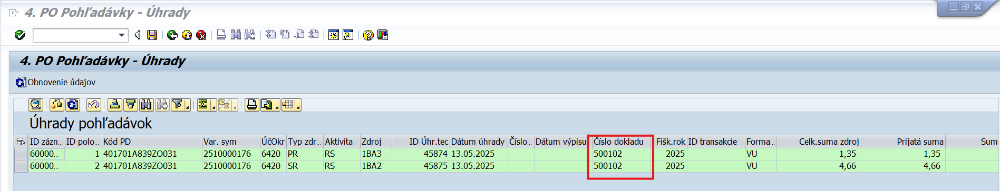 4. PO Pohľadávky - Úhrady
4. PO Pohľadávky - Úhrady
Obnovenie údajov
Úhrady pohľadávok
ID zázn... ID polo... Kód PD Var. sym ÚčOkr Typ zdr... Aktivita Zdroj ID Úhr.tec Dátum úhrady Číslo... Dátum výpisu Číslo dokladu Fišk.rok ID transakcie Forma... Celk.suma zdroj Prijatá suma Sum
60000... 1 401701A839ZO031 2510000176 6420 PR RS 1BA3 45874 13.05.2025 500102 2025 VU 1,35 1,35
60000... 2 401701A839ZO031 2510000176 6420 SR RS 1BA2 45875 13.05.2025 500102 2025 VU 4,66 4,66